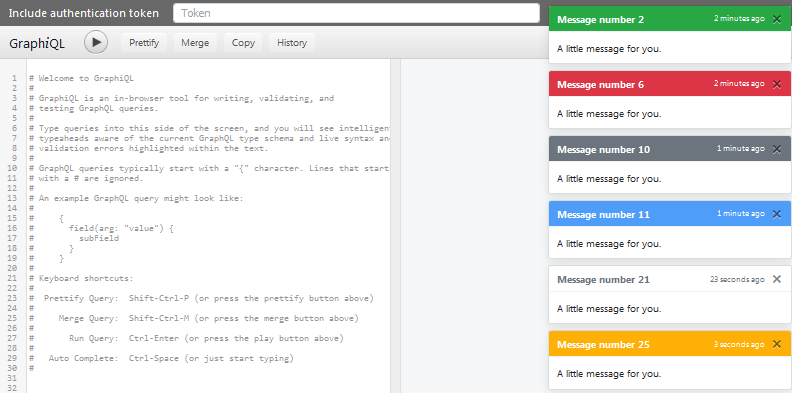 Include authentication token
Token
GraphiQL
Prettify
Merge
Copy
History
1 # Welcome to GraphiQL
2 #
3 # GraphiQL is an in-browser tool for writing, validating, and
4 # testing GraphQL queries.
5 #
6 # Type queries into this side of the screen, and you will see intelligen
7 # typeaheads aware of the current GraphQL type schema and live syntax an
8 # validation errors highlighted within the text.
9 #
10 # GraphQL queries typically start with a "{" character. Lines that start
11 # with a # are ignored.
12 #
13 # An example GraphQL query might look like:
14 #
15 #     {
16 #       field(arg: "value") {
17 #         subfield
18 #       }
19 #     }
20 #
21 # Keyboard shortcuts:
22 #
23 #  Prettify Query:  Shift-Ctrl-P (or press the prettify button above)
24 #
25 #     Merge Query:  Shift-Ctrl-M (or press the merge button above)
26 #
27 #       Run Query:  Ctrl-Enter (or press the play button above)
28 #
29 #   Auto Complete:  Ctrl-Space (or just start typing)
30 #
31
32
Message number 2 2 minutes ago ×
A little message for you.
Message number 6 2 minutes ago ×
A little message for you.
Message number 10 1 minute ago ×
A little message for you.
Message number 11 1 minute ago ×
A little message for you.
Message number 21 23 seconds ago ×
A little message for you.
Message number 25 3 seconds ago ×
A little message for you.